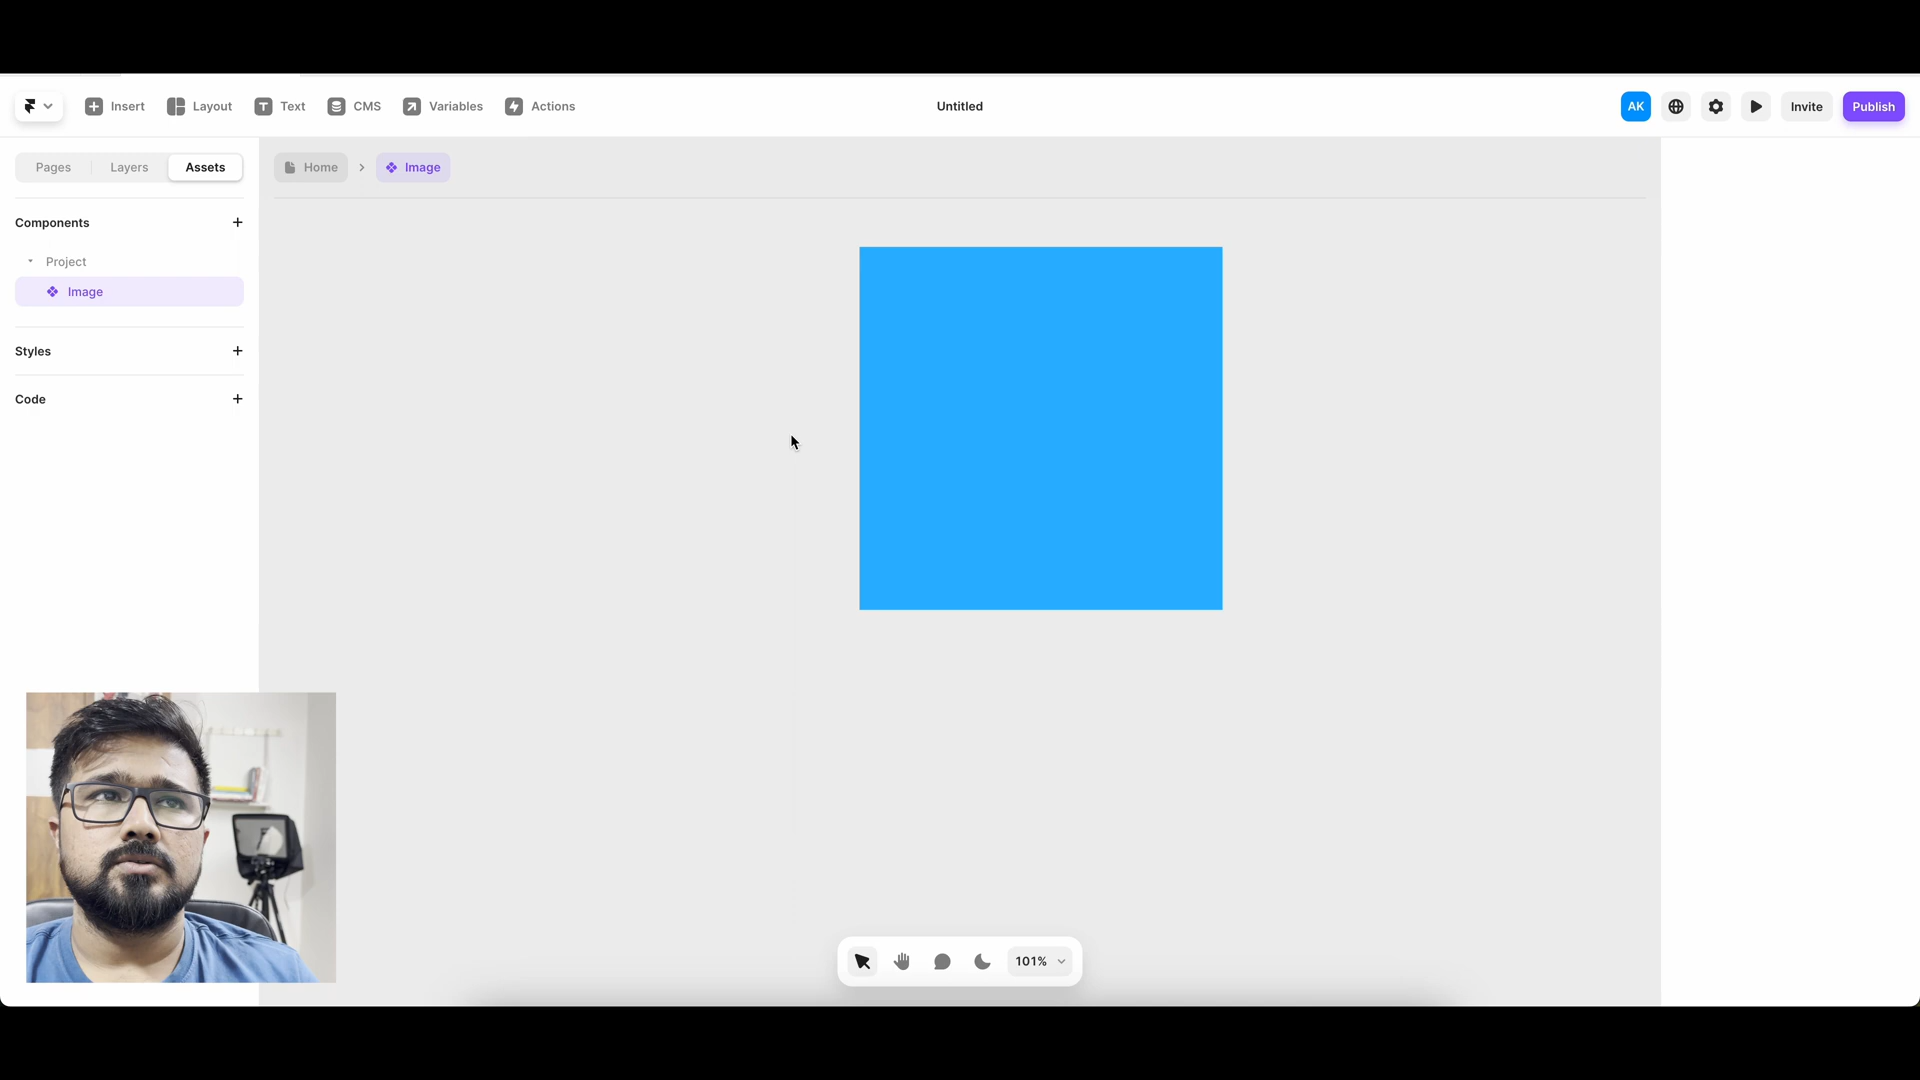 Insert
Layout
Text
CMS
Variables
Actions
Untitled
AK
Invite
Publish
Pages
Layers
Assets
Home
Image
Components
Project
Image
Styles
Code
101%